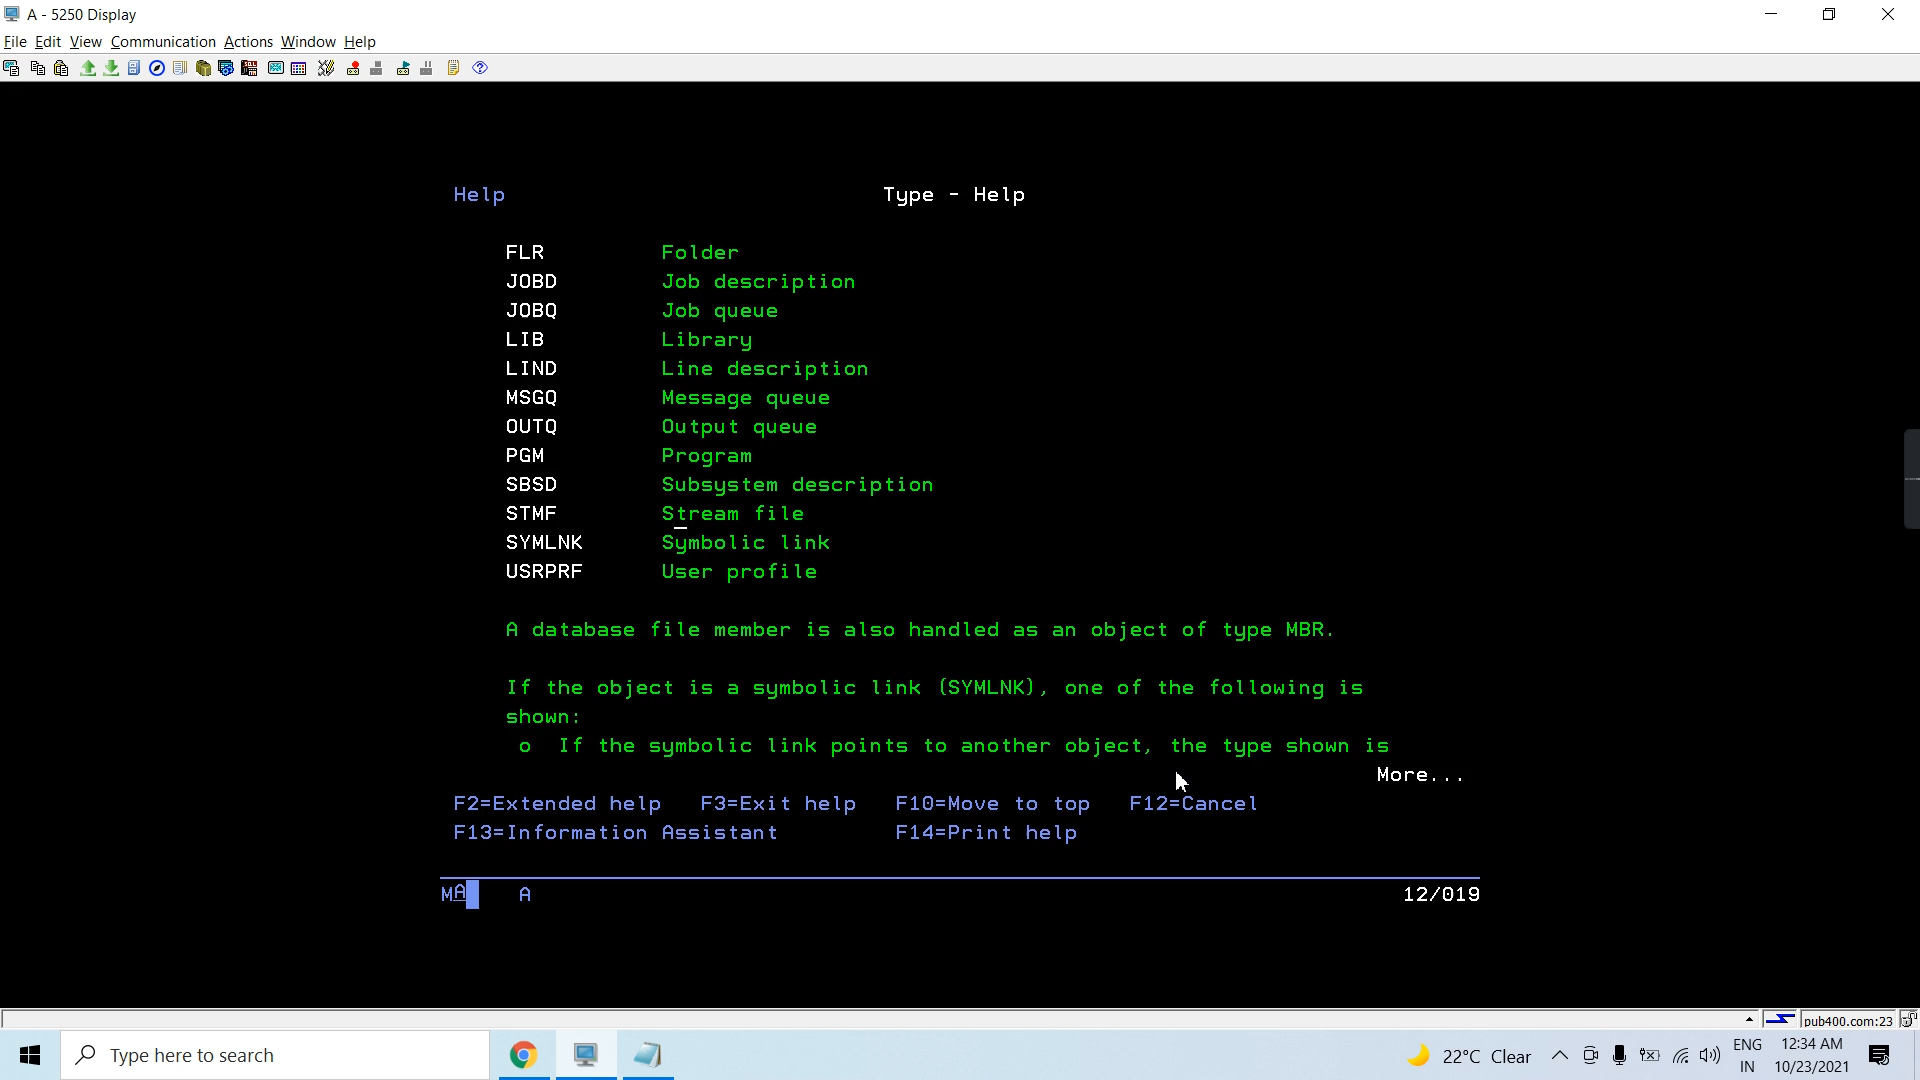 A - 5250 Display
File Edit View Communication Actions Window Help
Help Type - Help
FLR Folder
JOBD Job description
JOBQ Job queue
LIB Library
LIND Line description
MSGQ Message queue
OUTQ Output queue
PGM Program
SBSD Subsystem description
STMF Stream file
SYMLNK Symbolic link
USRPRF User profile
A database file member is also handled as an object of type MBR.
If the object is a symbolic link (SYMLNK), one of the following is
shown:
o If the symbolic link points to another object, the type shown is
More...
F2=Extended help F3=Exit help F10=Move to top F12=Cancel
F13=Information Assistant F14=Print help
MA A 12/019
pub400.com:23
Type here to search 22°C Clear ENG 12:34 AM
IN 10/23/2021